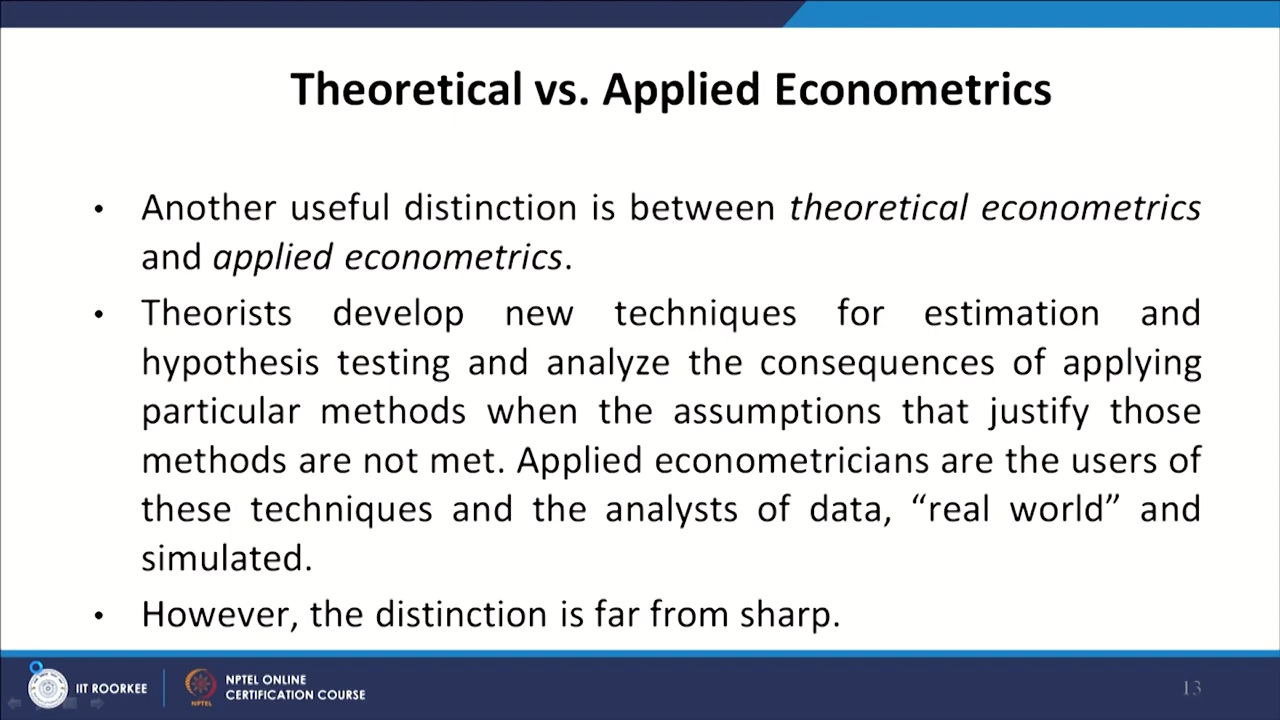 Theoretical vs. Applied Econometrics
• Another useful distinction is between theoretical econometrics
and applied econometrics.
• Theorists develop new techniques for estimation and
hypothesis testing and analyze the consequences of applying
particular methods when the assumptions that justify those
methods are not met. Applied econometricians are the users of
these techniques and the analysts of data, “real world” and
simulated.
• However, the distinction is far from sharp.
IIT ROORKEE
NPTEL
NPTEL ONLINE
CERTIFICATION COURSE
13